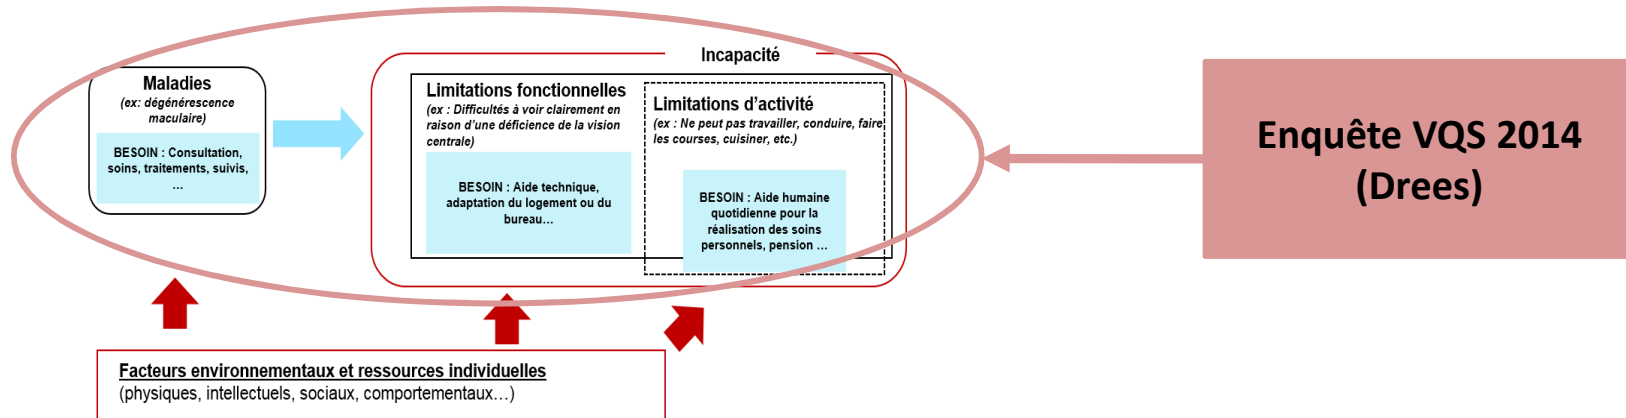 Incapacité
Maladies
(ex: dégénérescence
maculaire)
BESOIN : Consultation,
soins, traitements, suivis,
…
Limitations fonctionnelles
(ex : Difficultés à voir clairement en
raison d’une déficience de la vision
centrale)
BESOIN : Aide technique,
adaptation du logement ou du
bureau…
Limitations d’activité
(ex : Ne peut pas travailler, conduire, faire
les courses, cuisiner, etc.)
BESOIN : Aide humaine
quotidienne pour la
réalisation des soins
personnels, pension …
Enquête VQS 2014
(Drees)
Facteurs environnementaux et ressources individuelles
(physiques, intellectuels, sociaux, comportementaux…)